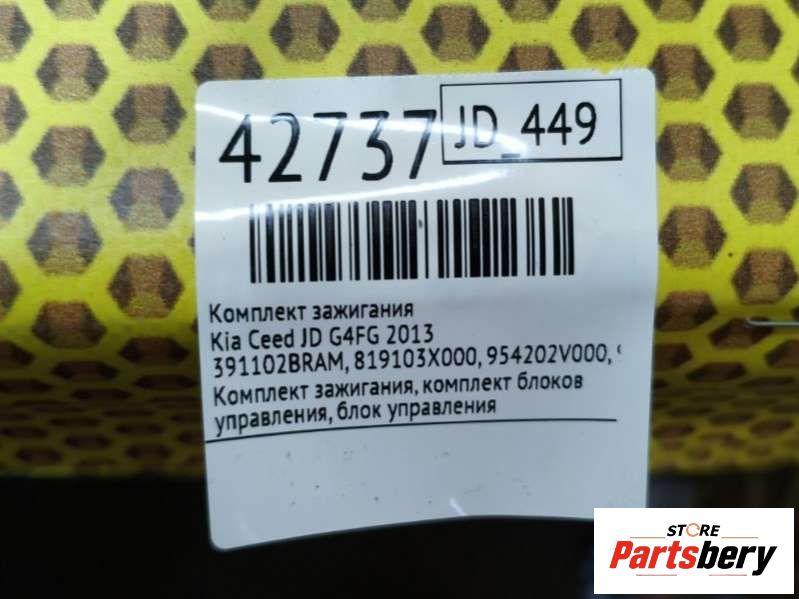 42737 JD_449
Комплект зажигания
Kia Ceed JD G4FG 2013
391102BRAM, 819103X000, 954202V000,
Комплект зажигания, комплект блоков
управления, блок управления
STORE
Partsbery